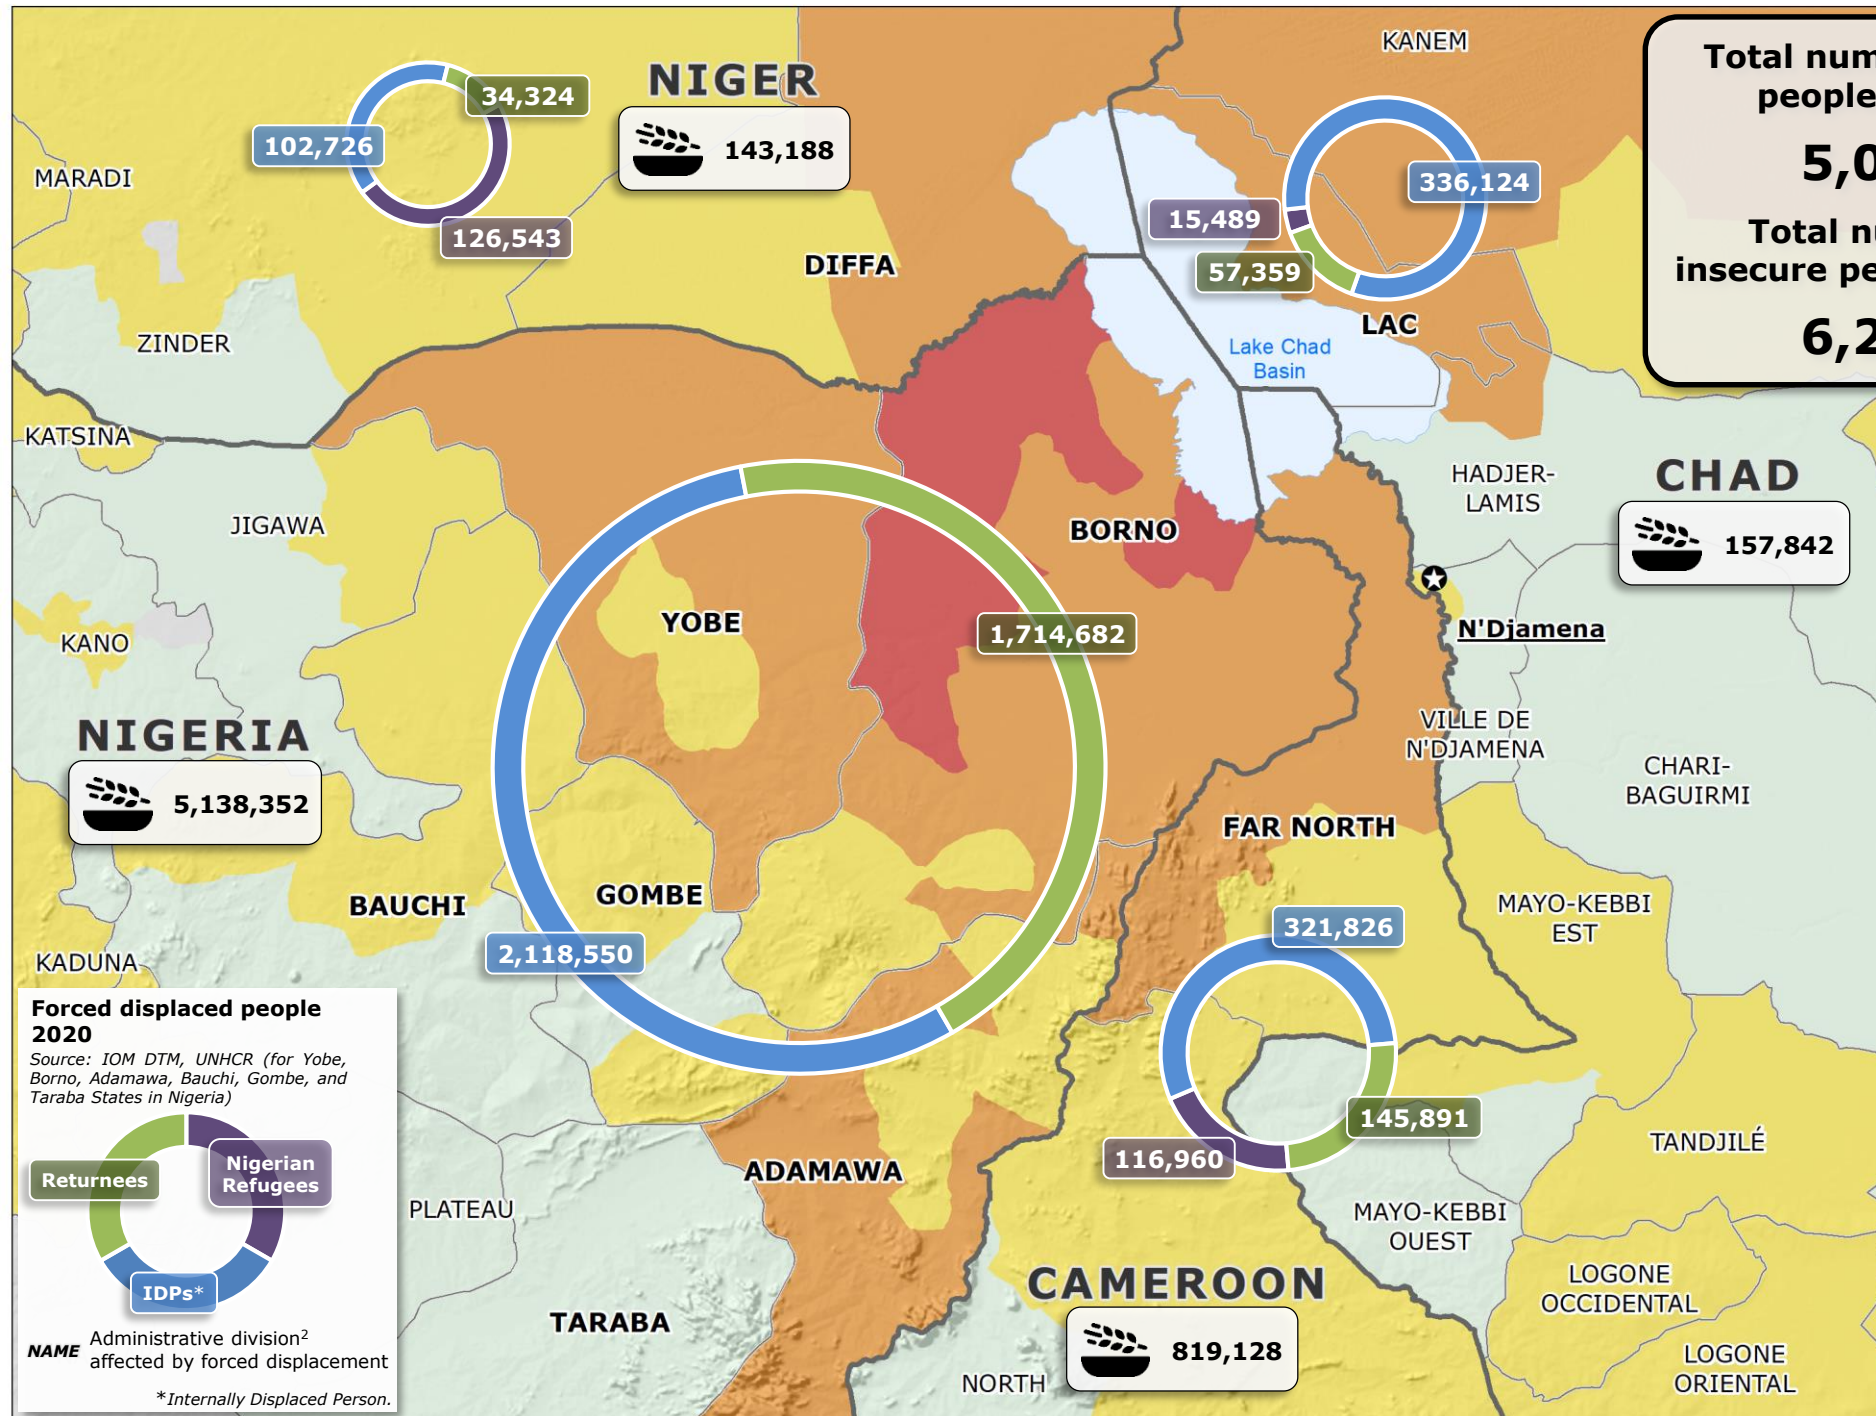 KANEM
NIGER
143,188
34,324
102,726
126,543
MARADI
ZINDER
DIFFA
336,124
15,489
57,359
LAC
Lake Chad
Basin
people
5,0
insecure
6,2
Total
Total
KATSINA
JIGAWA
KANO
HADJER-
LAMIS
CHAD
157,842
BORNO
YOBE
1,714,682
N'Djamena
VILLE DE
N'DJAMENA
CHARI-
BAGUIRMI
NIGERIA
5,138,352
FAR NORTH
BAUCHI
GOMBE
2,118,550
KADUNA
321,826
145,891
116,960
MAYO-KEBBI
EST
TANDJILÉ
MAYO-KEBBI
OUEST
LOGONE
OCCIDENTAL
LOGONE
ORIENTAL
ADAMAWA
PLATEAU
TARABA
CAMEROON
819,128
NORTH
Forced displaced people
2020
Source: IOM DTM, UNHCR (for Yobe,
Borno, Adamawa, Bauchi, Gombe, and
Taraba States in Nigeria)
Returnees
Nigerian
Refugees
IDPs*
NAME Administrative division²
affected by forced displacement
*Internally Displaced Person.